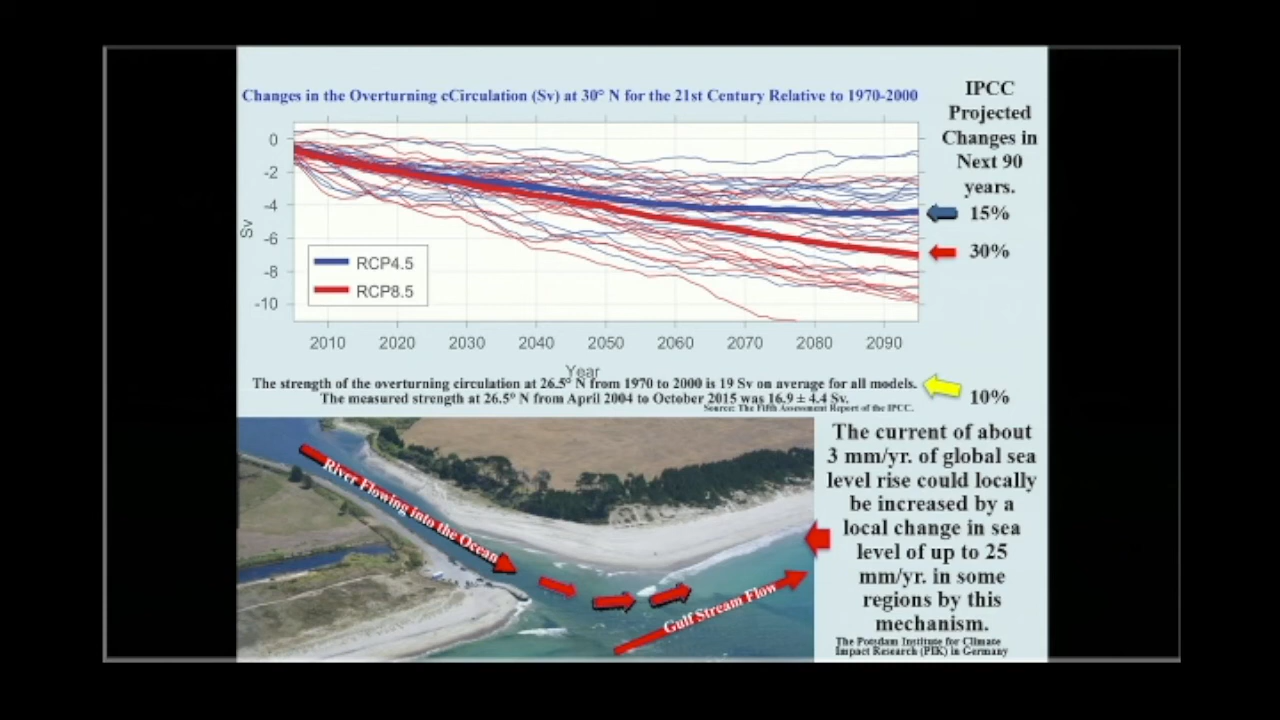 Changes in the Overturning cCirculation (Sv) at 30° N for the 21st Century Relative to 1970-2000
IPCC
Projected
Changes in
Next 90
years.
15%
30%
0
-2
-4
-6
-8
-10
Sv
RCP4.5
RCP8.5
2010 2020 2030 2040 2050 2060 2070 2080 2090
Year
The strength of the overturning circulation at 26.5° N from 1970 to 2000 is 19 Sv on average for all models.
The measured strength at 26.5° N from April 2004 to October 2015 was 16.9 ± 4.4 Sv.
Source: The Fifth Assessment Report of the IPCC.
10%
River Flowing into the Ocean
Gulf Stream Flow
The current of about
3 mm/yr. of global sea
level rise could locally
be increased by a
local change in sea
level of up to 25
mm/yr. in some
regions by this
mechanism.
The Potsdam Institute for Climate
Impact Research (PIK) in Germany